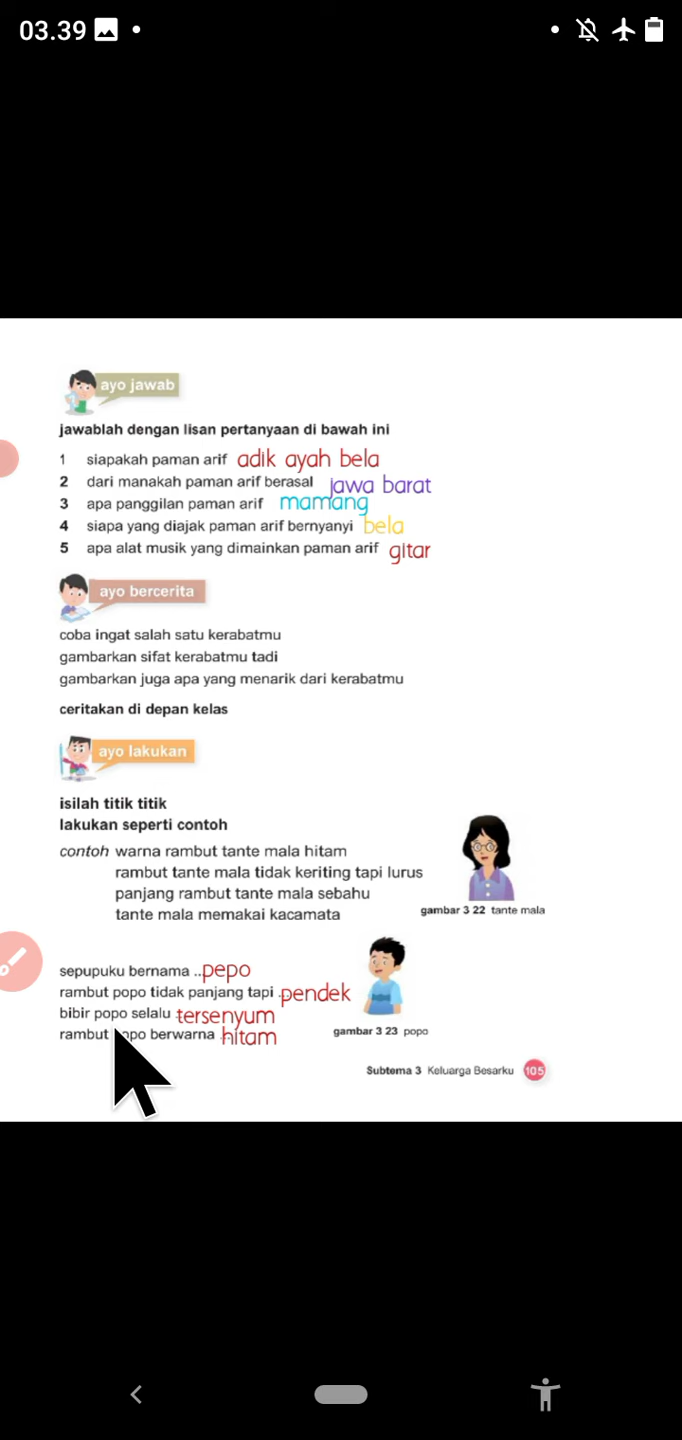 03.39
ayo jawab
jawablah dengan lisan pertanyaan di bawah ini
1 siapakah paman arif adik ayah bela
2 dari manakah paman arif berasal jawa barat
3 apa panggilan paman arif mamang
4 siapa yang diajak paman arif bernyanyi bela
5 apa alat musik yang dimainkan paman arif gitar
ayo bercerita
coba ingat salah satu kerabatmu
gambarkan sifat kerabatmu tadi
gambarkan juga apa yang menarik dari kerabatmu
ceritakan di depan kelas
ayo lakukan
isilah titik titik
lakukan seperti contoh
contoh warna rambut tante mala hitam
rambut tante mala tidak keriting tapi lurus
panjang rambut tante mala sebahu
tante mala memakai kacamata
gambar 3 22 tante mala
sepupuku bernama ..pepo
rambut popo tidak panjang tapi .pendek
bibir popo selalu tersenyum
rambut berwarna hitam
gambar 3 23 popo
Subtema 3 Keluarga Besarku 105